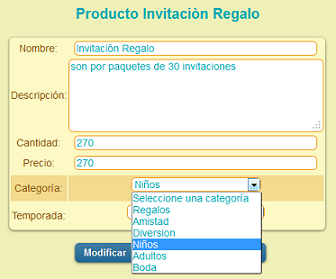 Producto Invitaciòn Regalo
Nombre: Invitaciòn Regalo
Descripción: son por paquetes de 30 invitaciones
Cantidad: 270
Precio: 270
Categoría: Niños
Seleccione una categoría
Regalos
Amistad
Diversion
Niños
Adultos
Boda
Temporada:
Modificar